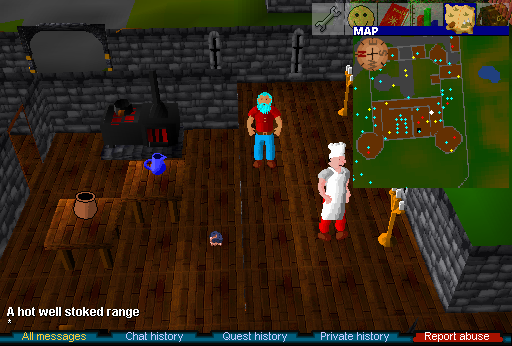 MAP
A hot well stoked range
*
All messages
Chat history
Quest history
Private history
Report abuse